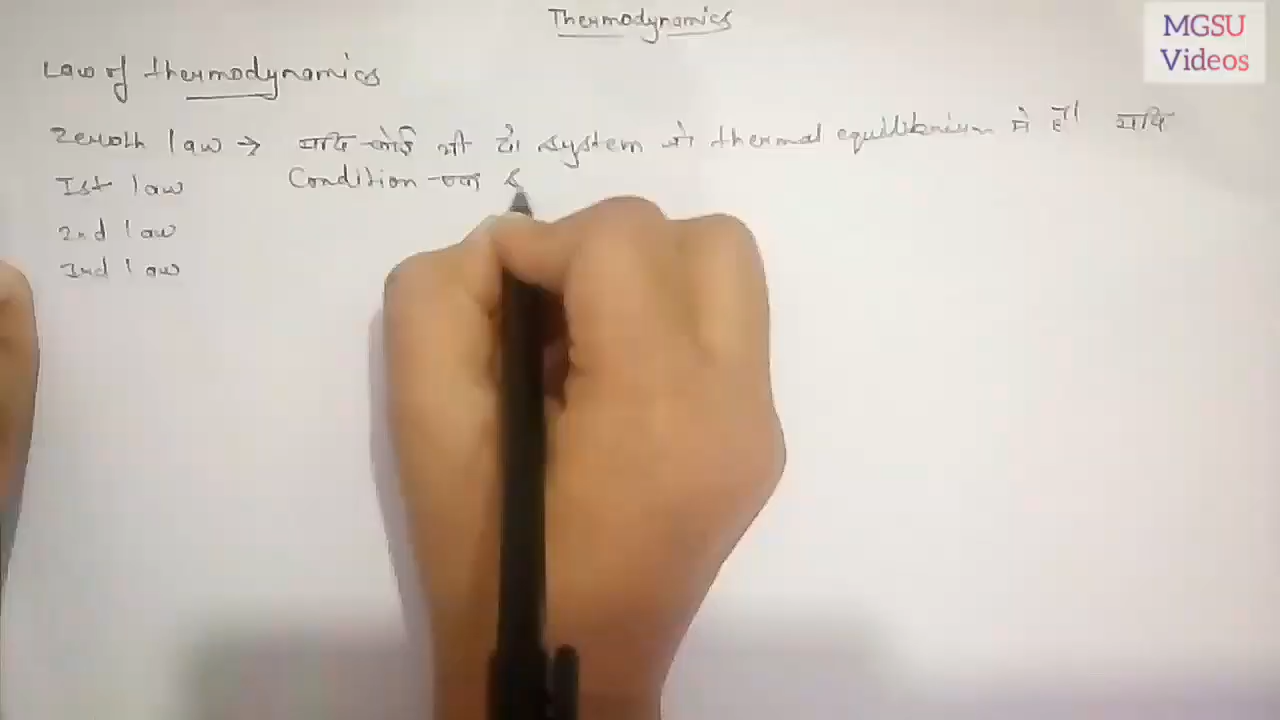 Thermodynamics
MGSU
Videos
Law of thermodynamics
Zeroth law → यदि कोई भी दो system जो thermal equilibrium मे है। यदि
Ist law Condition एक
2nd law
3nd law